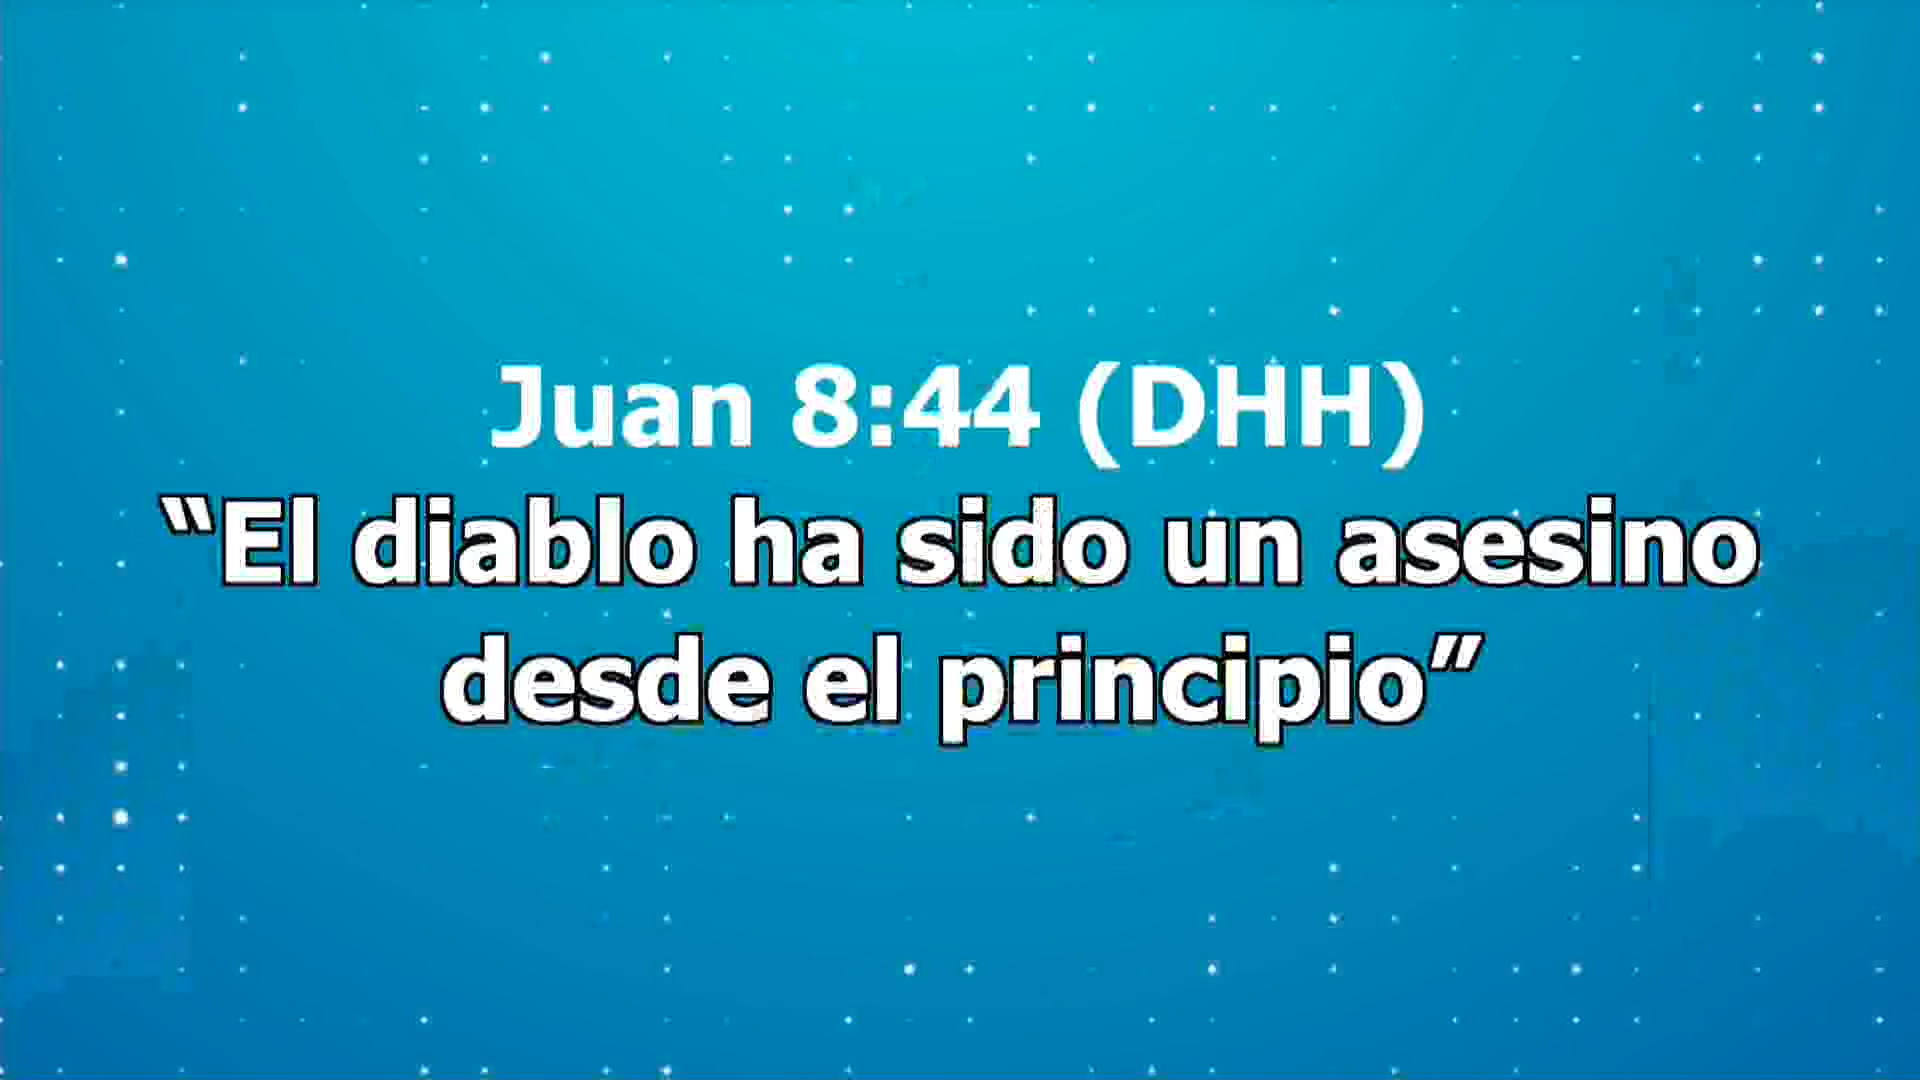 Juan 8:44 (DHH)
“El diablo ha sido un asesino
desde el principio”